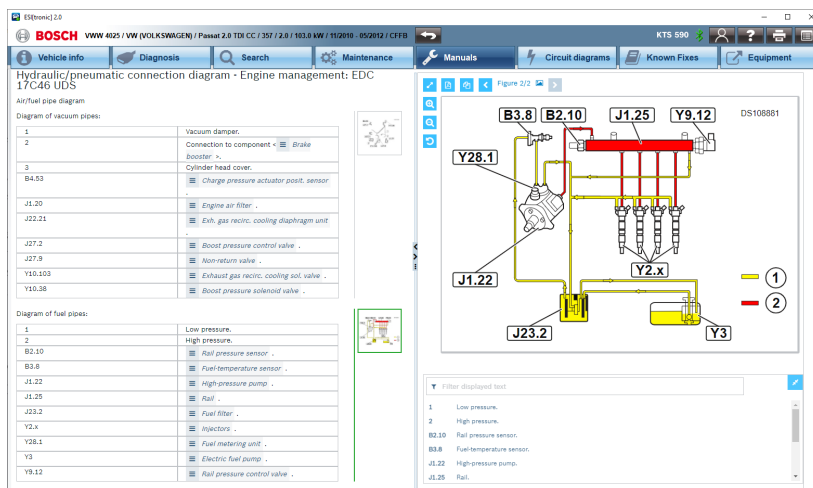 ESI[tronic] 2.0
BOSCH VWW 4025 / VW (VOLKSWAGEN) / Passat 2.0 TDI CC / 357 / 2.0 / 103.0 kW / 11/2010 - 05/2012 / CFFB
KTS 590
Vehicle info
Diagnosis
Search
Maintenance
Manuals
Circuit diagrams
Known Fixes
Equipment
Hydraulic/pneumatic connection diagram - Engine management: EDC
17C46 UDS
Air/fuel pipe diagram
Diagram of vacuum pipes:
1 Vacuum damper.
2 Connection to component < Brake
booster >.
3 Cylinder head cover.
B4.53 Charge pressure actuator posit. sensor
.
J1.20 Engine air filter .
J22.21 Exh. gas recirc. cooling diaphragm unit
.
J27.2 Boost pressure control valve .
J27.9 Non-return valve .
Y10.103 Exhaust gas recirc. cooling sol. valve .
Y10.38 Boost pressure solenoid valve .
Diagram of fuel pipes:
1 Low pressure.
2 High pressure.
B2.10 Rail pressure sensor .
B3.8 Fuel-temperature sensor .
J1.22 High-pressure pump .
J1.25 Rail .
J23.2 Fuel filter .
Y2.x Injectors .
Y28.1 Fuel metering unit .
Y3 Electric fuel pump .
Y9.12 Rail pressure control valve .
Figure 2/2
B3.8 B2.10 J1.25 Y9.12 DS108881
Y28.1
Y2.x
J1.22
1
2
J23.2
Y3
Filter displayed text
1 Low pressure.
2 High pressure.
B2.10 Rail pressure sensor.
B3.8 Fuel-temperature sensor.
J1.22 High-pressure pump.
J1.25 Rail.